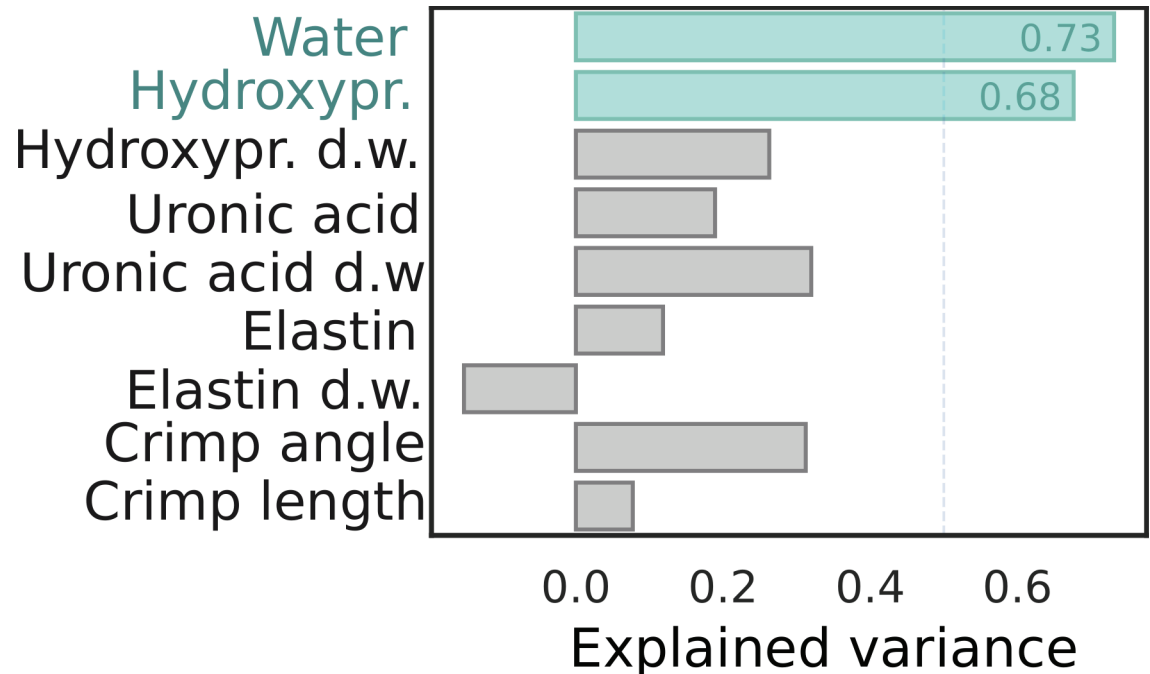 Water
0.73
Hydroxypr.
0.68
Hydroxypr. d.w.
Uronic acid
Uronic acid d.w
Elastin
Elastin d.w.
Crimp angle
Crimp length
0.0 0.2 0.4 0.6
Explained variance